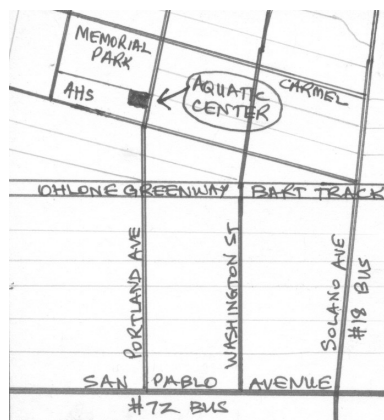 MEMORIAL
PARK
AHS
AQUATIC
CENTER
CARMEL
OHLONE GREENWAY
BART TRACK
PORTLAND AVE
WASHINGTON ST
SOLANO AVE
#18 BUS
SAN PABLO AVENUE
#72 BUS